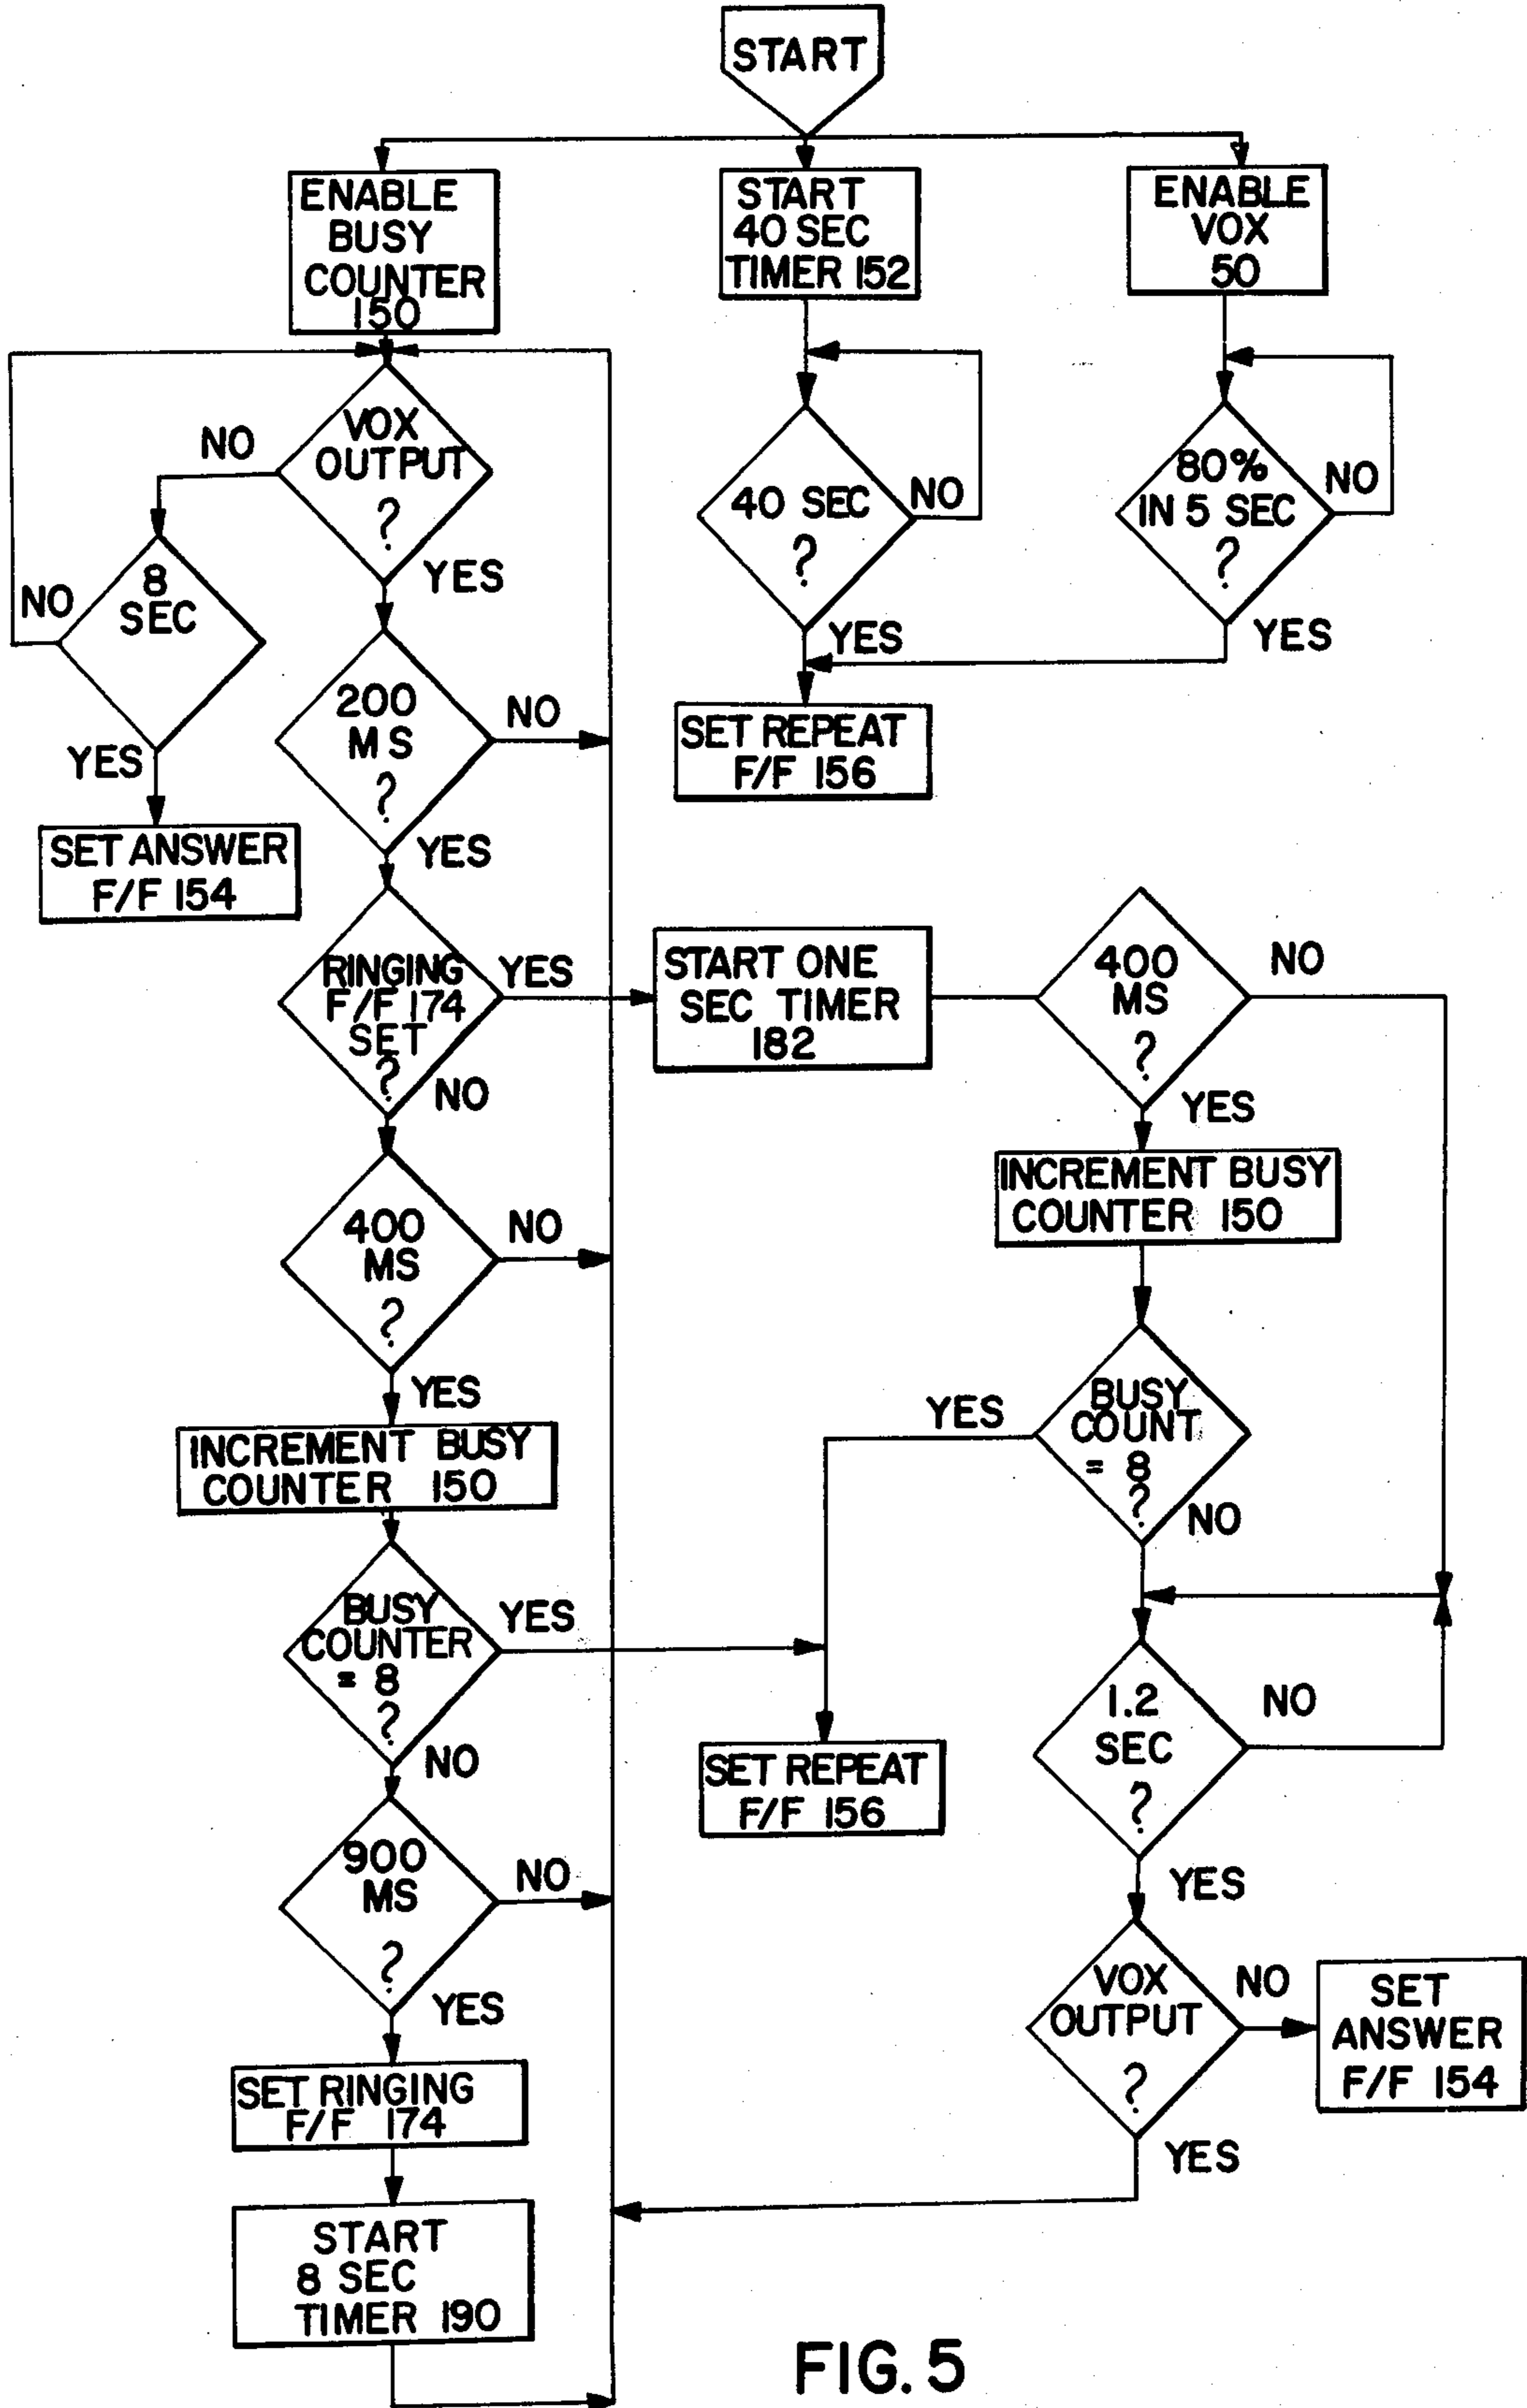 START
ENABLE
BUSY
COUNTER
150
START
40 SEC
TIMER 152
ENABLE
VOX
50
VOX
OUTPUT
?
NO
YES
8
SEC
NO
YES
SET ANSWER
F/F 154
40 SEC
?
NO
YES
80%
IN 5 SEC
?
NO
YES
SET REPEAT
F/F 156
200
MS
?
NO
YES
RINGING
F/F 174
SET
?
YES
NO
START ONE
SEC TIMER
182
400
MS
?
NO
YES
INCREMENT BUSY
COUNTER 150
400
MS
?
NO
YES
INCREMENT BUSY
COUNTER 150
BUSY
COUNT
= 8
?
YES
NO
BUSY
COUNTER
= 8
?
YES
NO
SET REPEAT
F/F 156
1.2
SEC
?
NO
YES
900
MS
?
NO
YES
VOX
OUTPUT
?
NO
YES
SET
ANSWER
F/F 154
SET RINGING
F/F 174
START
8 SEC
TIMER 190
FIG. 5